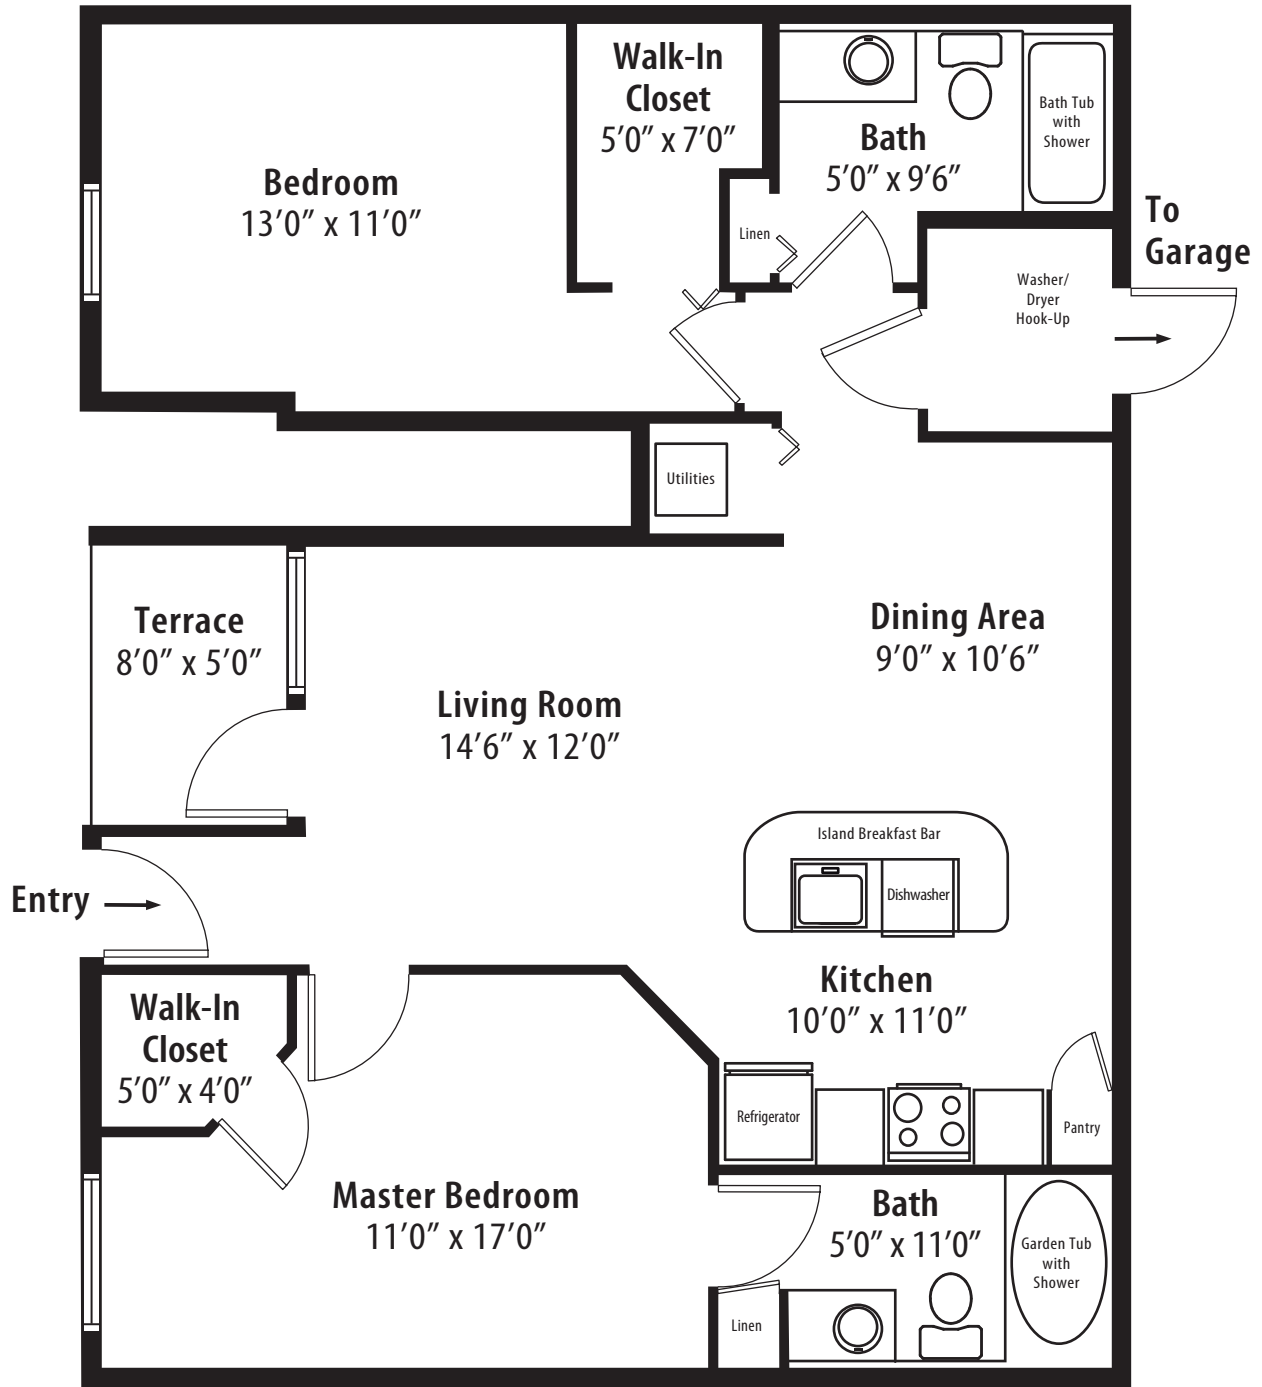 Walk-In
Closet
5’0” x 7’0”
Bath
5’0” x 9’6”
Bath Tub
with
Shower
Bedroom
13’0” x 11’0”
Linen
To
Garage
Washer/
Dryer
Hook-Up
Utilities
Terrace
8’0” x 5’0”
Dining Area
9’0” x 10’6”
Living Room
14’6” x 12’0”
Island Breakfast Bar
Dishwasher
Entry
Kitchen
10’0” x 11’0”
Walk-In
Closet
5’0” x 4’0”
Refrigerator
Pantry
Master Bedroom
11’0” x 17’0”
Bath
5’0” x 11’0”
Garden Tub
with
Shower
Linen